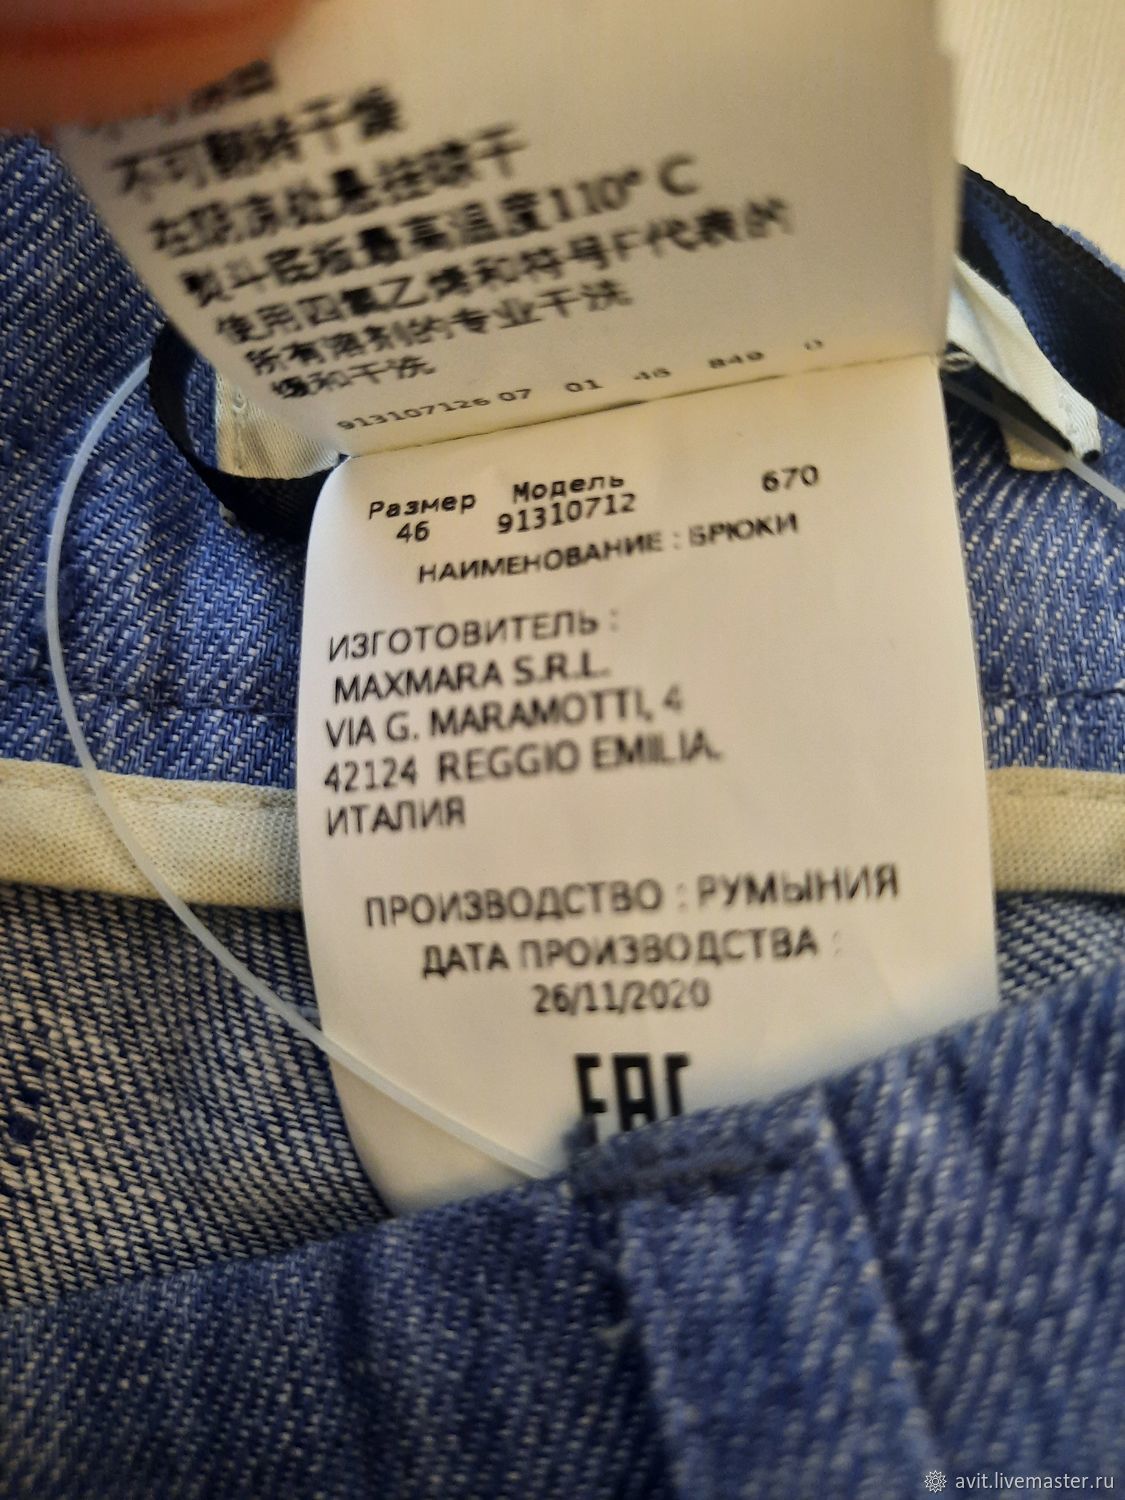 不可翻转干燥
在阴凉处悬挂晾干
熨斗底板最高温度110° C
使用四氯乙烯和符号F代表的
所有溶剂的专业干洗
缓和干洗
913107126 07 01 46 849 0
Размер Модель 670
46 91310712
НАИМЕНОВАНИЕ : БРЮКИ
ИЗГОТОВИТЕЛЬ :
MAXMARA S.R.L.
VIA G. MARAMOTTI, 4
42124 REGGIO EMILIA.
ИТАЛИЯ
ПРОИЗВОДСТВО : РУМЫНИЯ
ДАТА ПРОИЗВОДСТВА :
26/11/2020
EAC
avit.livemaster.ru